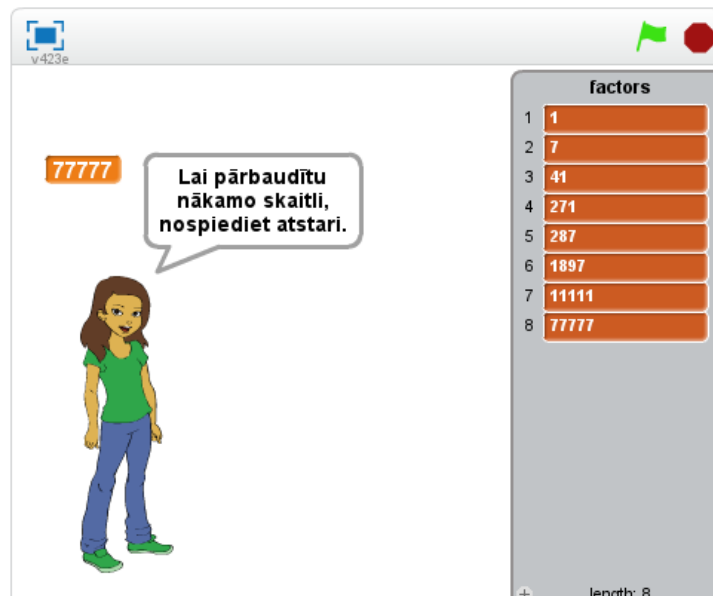 v423e
77777
Lai pārbaudītu
nākamo skaitli,
nospiediet atstari.
factors
1 1
2 7
3 41
4 271
5 287
6 1897
7 11111
8 77777
+ length: 8